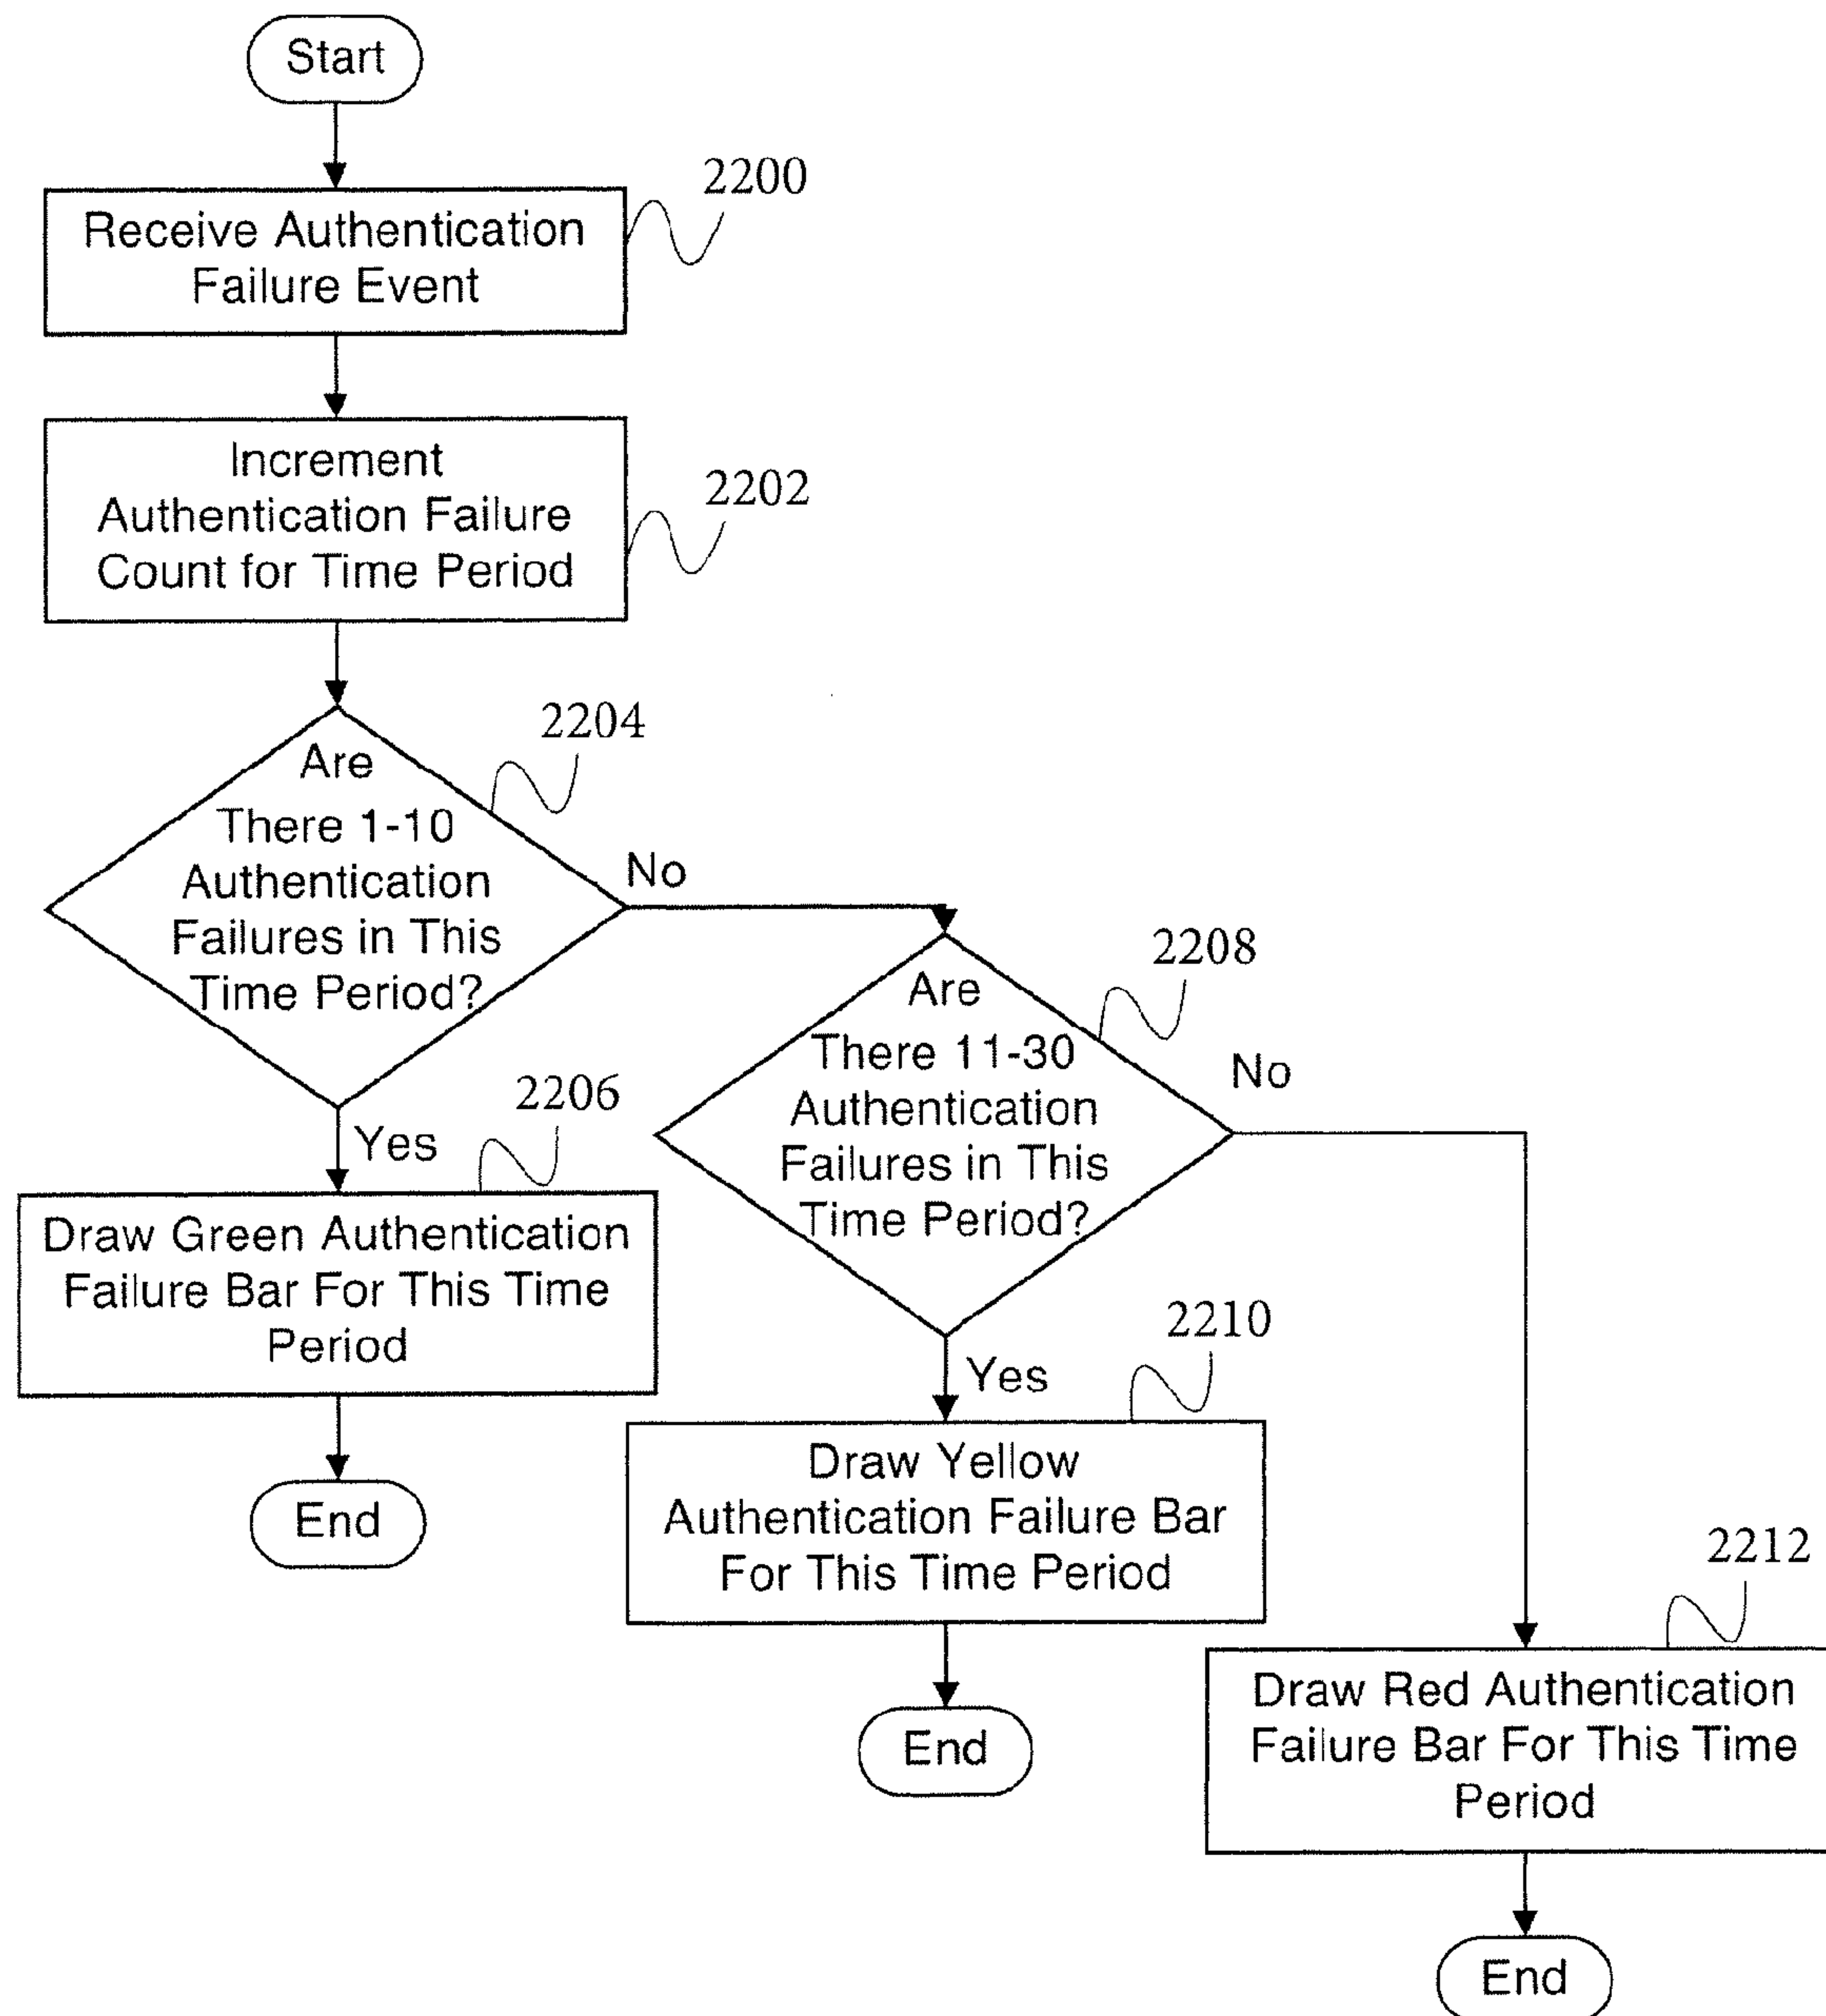 Start
2200
Receive Authentication
Failure Event
Increment
Authentication Failure
Count for Time Period
2202
2204
Are
There 1-10
Authentication
Failures in This
Time Period?
No
2208
Are
There 11-30
Authentication
Failures in This
Time Period?
No
Yes
2206
Draw Green Authentication
Failure Bar For This Time
Period
End
Yes
2210
Draw Yellow
Authentication Failure Bar
For This Time Period
End
2212
Draw Red Authentication
Failure Bar For This Time
Period
End